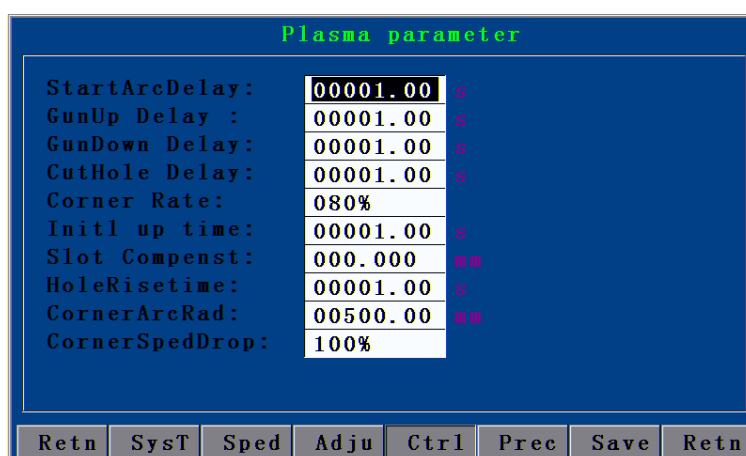 Plasma parameter
StartArcDelay: 00001.00 s
GunUp Delay : 00001.00 s
GunDown Delay: 00001.00 s
CutHole Delay: 00001.00 s
Corner Rate: 080%
Initl up time: 00001.00 s
Slot Compenst: 000.000 mm
HoleRisetime: 00001.00 s
CornerArcRad: 00500.00 mm
CornerSpedDrop: 100%
Retn SysT Sped Adju Ctrl Prec Save Retn